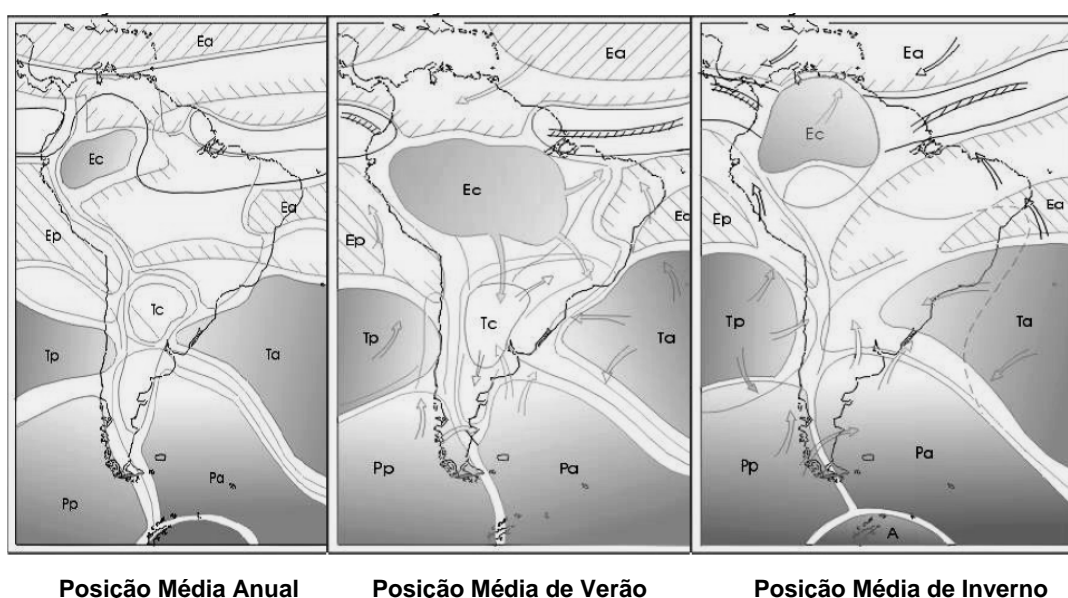 Ea
Ec
Ea
Ep
Tc
Tp
Ta
Pa
Pp
Ea
Ec
Ep
Tc
Tp
Ta
Pp
Pa
Ea
Ec
Ep
Ea
Tp
Ta
Pp
Pa
A
Posição Média Anual
Posição Média de Verão
Posição Média de Inverno